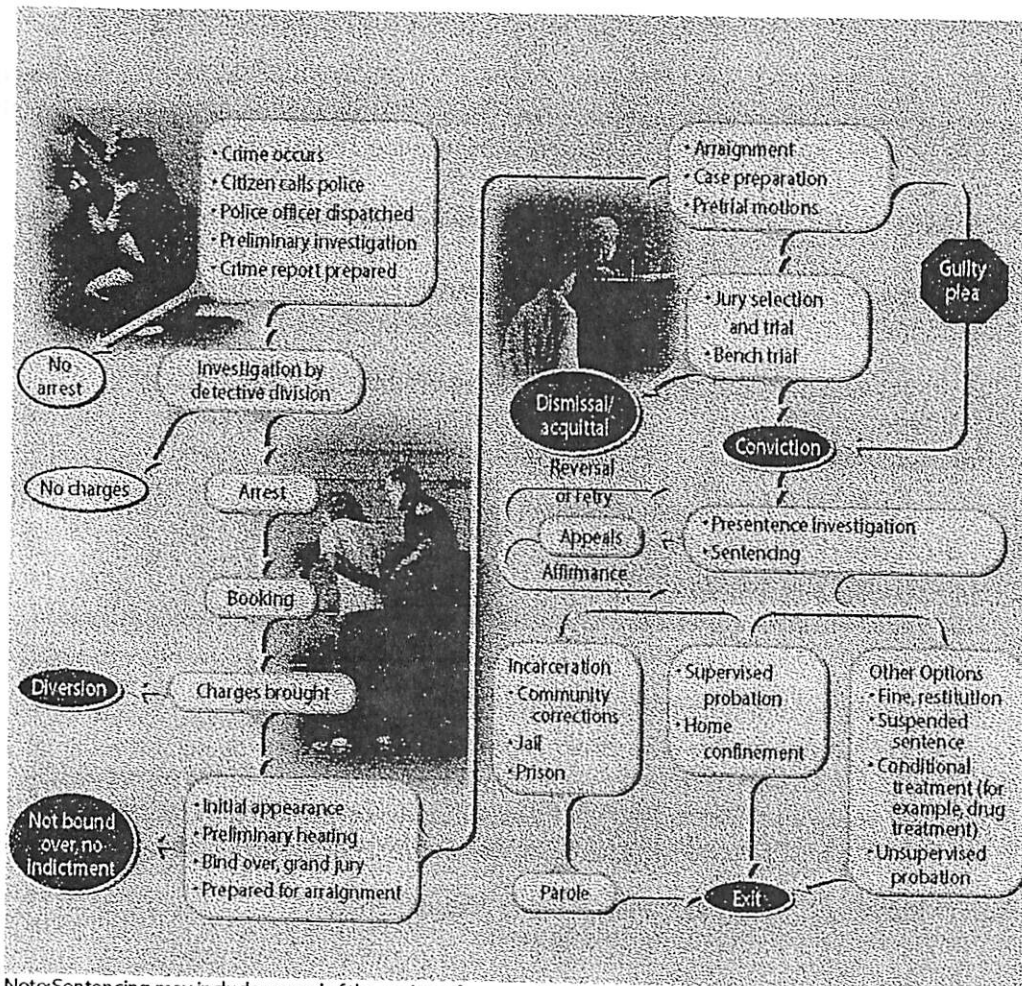 • Crime occurs
• Citizen calls police
• Police officer dispatched
• Preliminary investigation
• Crime report prepared
No
arrest
Investigation by
detective division
No charges
Arrest
Booking
Diversion
Charges brought
Not bound
over, no
indictment
• Initial appearance
• Preliminary hearing
• Bind over, grand jury
• Prepared for arraignment
• Arraignment
• Case preparation
• Pretrial motions
Guilty
plea
• Jury selection
and trial
• Bench trial
Dismissal/
acquittal
Conviction
Reversal
of retry
Appeals
Affirmance
• Presentence investigation
• Sentencing
Incarceration
• Community
corrections
• Jail
• Prison
• Supervised
probation
• Home
confinement
Other Options
• Fine, restitution
• Suspended
sentence
• Conditional
treatment (for
example, drug
treatment)
• Unsupervised
probation
Parole
Exit
Note: Sentencing may include